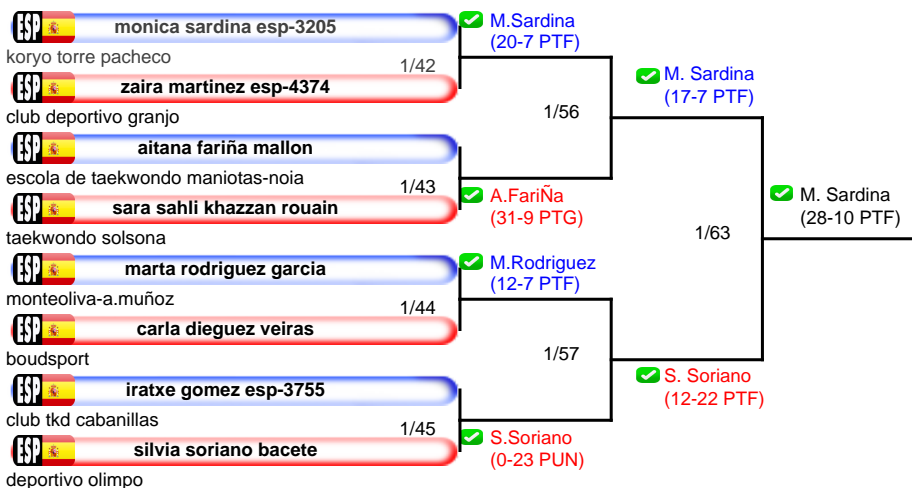 ESP monica sardina esp-3205
koryo torre pacheco
1/42
ESP zaira martinez esp-4374
club deportivo granjo
M.Sardina
(20-7 PTF)
1/56
ESP aitana fariña mallon
escola de taekwondo maniotas-noia
1/43
ESP sara sahli khazzan rouain
taekwondo solsona
A.FariÑa
(31-9 PTG)
M. Sardina
(17-7 PTF)
1/63
M. Sardina
(28-10 PTF)
ESP marta rodriguez garcia
monteoliva-a.muñoz
1/44
ESP carla dieguez veiras
boudsport
M.Rodriguez
(12-7 PTF)
1/57
ESP iratxe gomez esp-3755
club tkd cabanillas
1/45
ESP silvia soriano bacete
deportivo olimpo
S.Soriano
(0-23 PUN)
S. Soriano
(12-22 PTF)